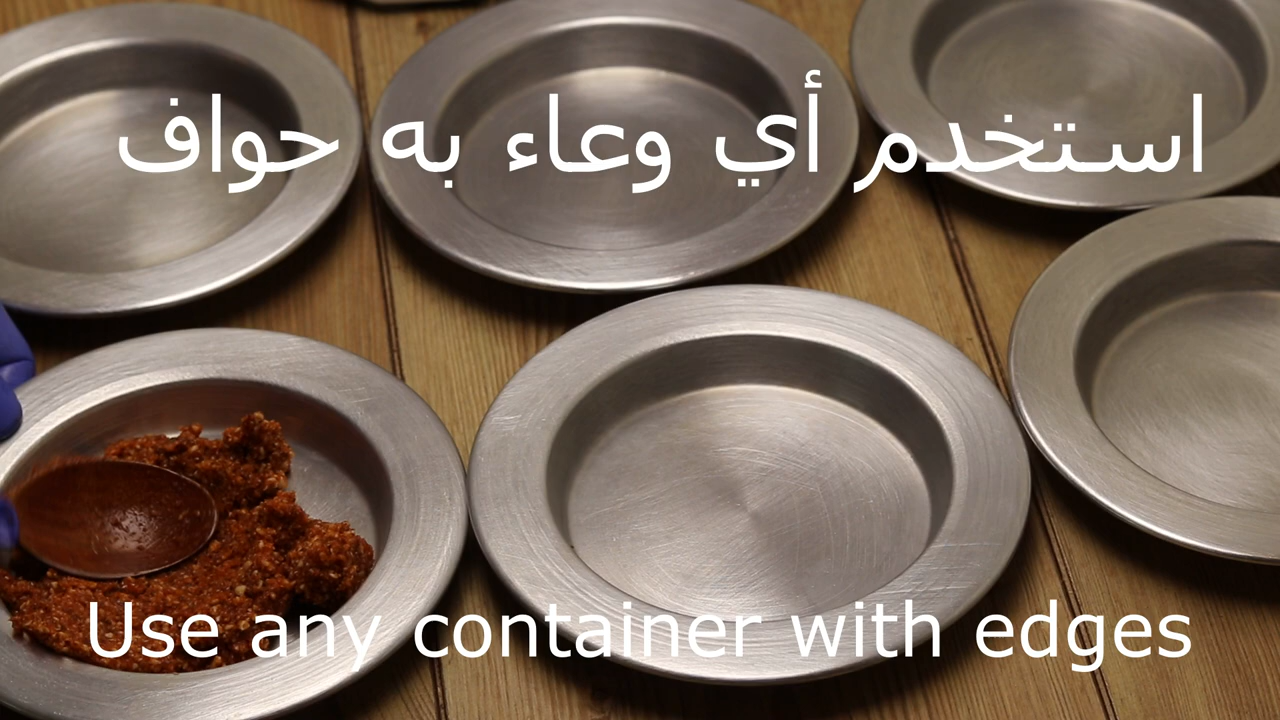 استخدم أي وعاء به حواف
Use any container with edges